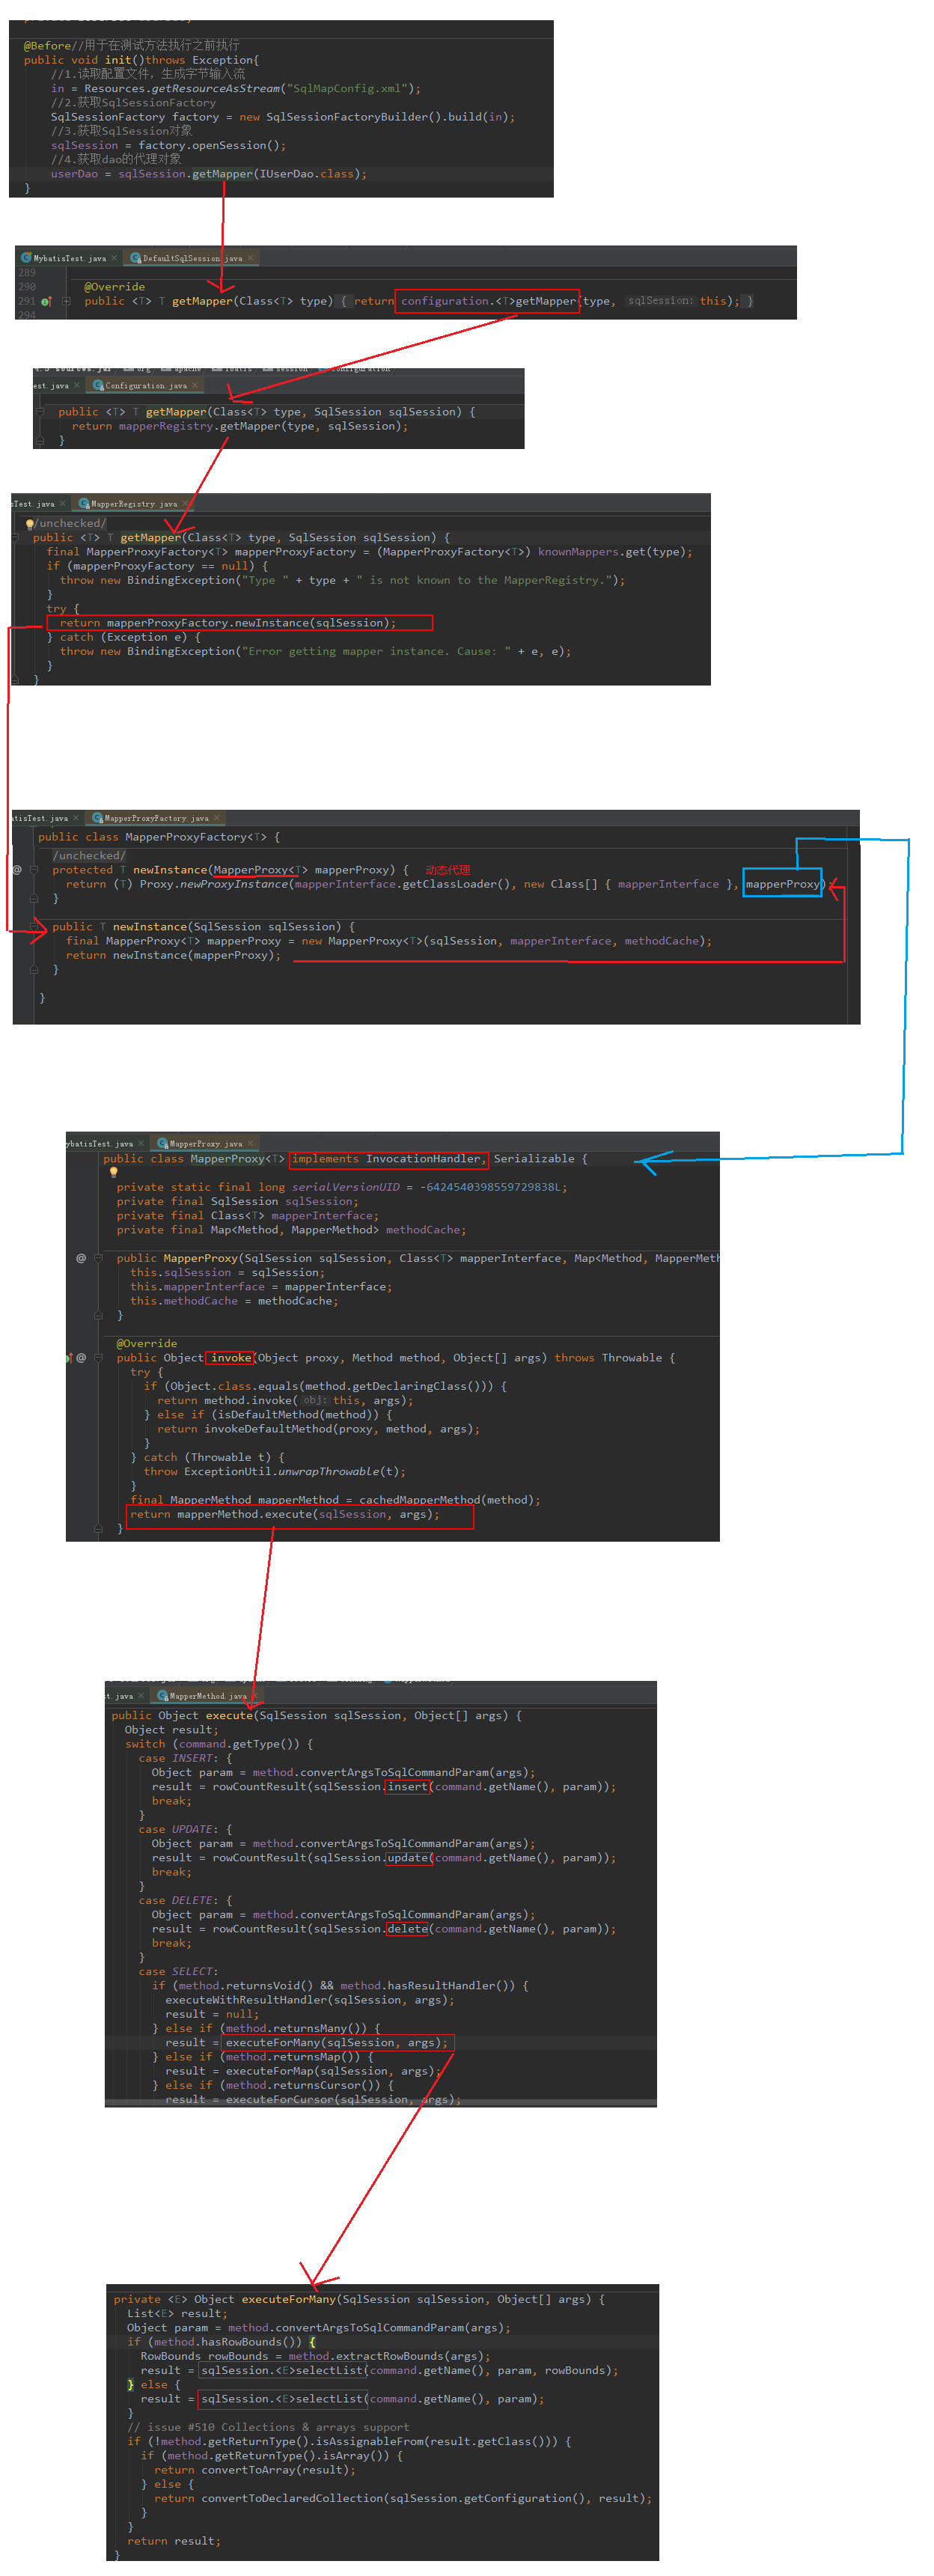 @Before//用于在测试方法执行之前执行
public void init()throws Exception{
//1.读取配置文件，生成字节输入流
in = Resources.getResourceAsStream("SqlMapConfig.xml");
//2.获取SqlSessionFactory
SqlSessionFactory factory = new SqlSessionFactoryBuilder().build(in);
//3.获取SqlSession对象
sqlSession = factory.openSession();
//4.获取dao的代理对象
userDao = sqlSession.getMapper(IUserDao.class);
}
MybatisTest.java × DefaultSqlSession.java ×
289
290 @Override
291 public <T> T getMapper(Class<T> type) { return configuration.<T>getMapper(type, sqlSession: this); }
294
est.java × Configuration.java ×
public <T> T getMapper(Class<T> type, SqlSession sqlSession) {
return mapperRegistry.getMapper(type, sqlSession);
}
sTest.java × MapperRegistry.java ×
/unchecked/
public <T> T getMapper(Class<T> type, SqlSession sqlSession) {
final MapperProxyFactory<T> mapperProxyFactory = (MapperProxyFactory<T>) knownMappers.get(type);
if (mapperProxyFactory == null) {
throw new BindingException("Type " + type + " is not known to the MapperRegistry.");
}
try {
return mapperProxyFactory.newInstance(sqlSession);
} catch (Exception e) {
throw new BindingException("Error getting mapper instance. Cause: " + e, e);
}
}
atisTest.java × MapperProxyFactory.java ×
public class MapperProxyFactory<T> {
/unchecked/
@ protected T newInstance(MapperProxy<T> mapperProxy) { 动态代理
return (T) Proxy.newProxyInstance(mapperInterface.getClassLoader(), new Class[] { mapperInterface }, mapperProxy);
}
public T newInstance(SqlSession sqlSession) {
final MapperProxy<T> mapperProxy = new MapperProxy<T>(sqlSession, mapperInterface, methodCache);
return newInstance(mapperProxy);
}
}
ybatisTest.java × MapperProxy.java ×
public class MapperProxy<T> implements InvocationHandler, Serializable {
private static final long serialVersionUID = -6424540398559729838L;
private final SqlSession sqlSession;
private final Class<T> mapperInterface;
private final Map<Method, MapperMethod> methodCache;
@ public MapperProxy(SqlSession sqlSession, Class<T> mapperInterface, Map<Method, MapperMeth
this.sqlSession = sqlSession;
this.mapperInterface = mapperInterface;
this.methodCache = methodCache;
}
@Override
@ public Object invoke(Object proxy, Method method, Object[] args) throws Throwable {
try {
if (Object.class.equals(method.getDeclaringClass())) {
return method.invoke( obj: this, args);
} else if (isDefaultMethod(method)) {
return invokeDefaultMethod(proxy, method, args);
}
} catch (Throwable t) {
throw ExceptionUtil.unwrapThrowable(t);
}
final MapperMethod mapperMethod = cachedMapperMethod(method);
return mapperMethod.execute(sqlSession, args);
}
t.java × MapperMethod.java ×
public Object execute(SqlSession sqlSession, Object[] args) {
Object result;
switch (command.getType()) {
case INSERT: {
Object param = method.convertArgsToSqlCommandParam(args);
result = rowCountResult(sqlSession.insert(command.getName(), param));
break;
}
case UPDATE: {
Object param = method.convertArgsToSqlCommandParam(args);
result = rowCountResult(sqlSession.update(command.getName(), param));
break;
}
case DELETE: {
Object param = method.convertArgsToSqlCommandParam(args);
result = rowCountResult(sqlSession.delete(command.getName(), param));
break;
}
case SELECT:
if (method.returnsVoid() && method.hasResultHandler()) {
executeWithResultHandler(sqlSession, args);
result = null;
} else if (method.returnsMany()) {
result = executeForMany(sqlSession, args);
} else if (method.returnsMap()) {
result = executeForMap(sqlSession, args);
} else if (method.returnsCursor()) {
result = executeForCursor(sqlSession, args);
private <E> Object executeForMany(SqlSession sqlSession, Object[] args) {
List<E> result;
Object param = method.convertArgsToSqlCommandParam(args);
if (method.hasRowBounds()) {
RowBounds rowBounds = method.extractRowBounds(args);
result = sqlSession.<E>selectList(command.getName(), param, rowBounds);
} else {
result = sqlSession.<E>selectList(command.getName(), param);
}
// issue #510 Collections & arrays support
if (!method.getReturnType().isAssignableFrom(result.getClass())) {
if (method.getReturnType().isArray()) {
return convertToArray(result);
} else {
return convertToDeclaredCollection(sqlSession.getConfiguration(), result);
}
}
return result;
}